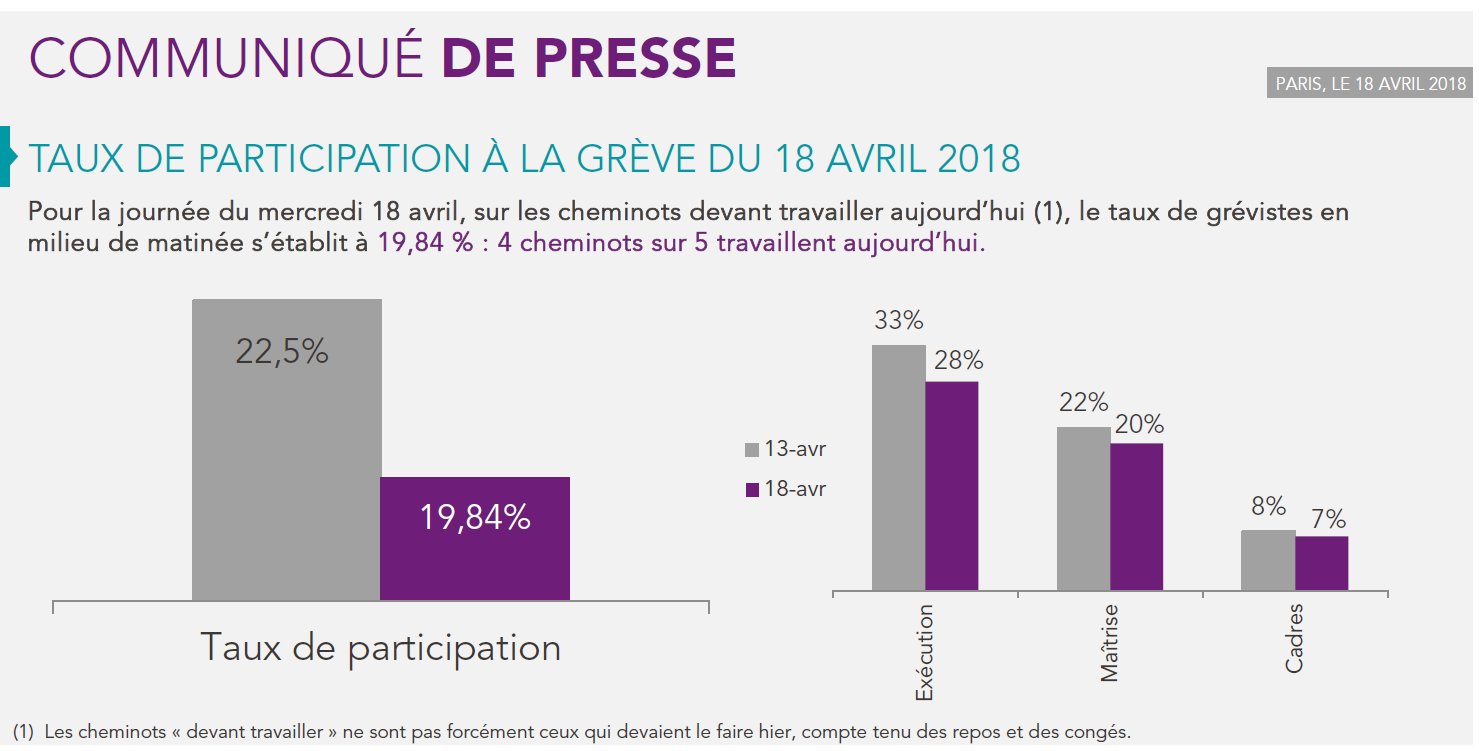 COMMUNIQUÉ DE PRESSE
PARIS, LE 18 AVRIL 2018
TAUX DE PARTICIPATION À LA GRÈVE DU 18 AVRIL 2018
Pour la journée du mercredi 18 avril, sur les cheminots devant travailler aujourd’hui (1), le taux de grévistes en
milieu de matinée s’établit à 19,84 % : 4 cheminots sur 5 travaillent aujourd’hui.
22,5%
19,84%
Taux de participation
13-avr
18-avr
33%
28%
22%
20%
8%
7%
Exécution
Maîtrise
Cadres
(1) Les cheminots « devant travailler » ne sont pas forcément ceux qui devaient le faire hier, compte tenu des repos et des congés.